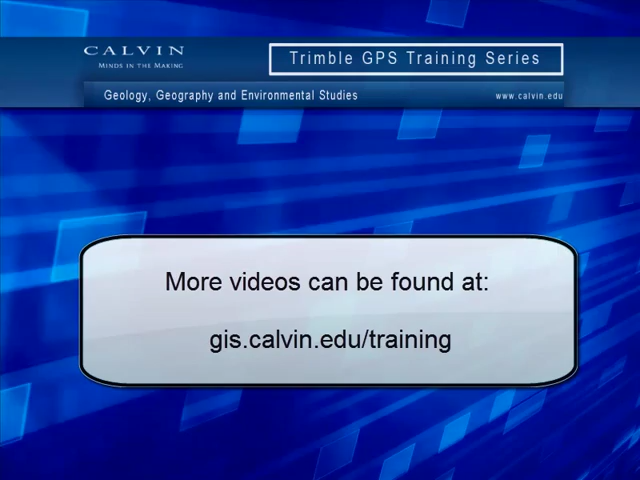 CALVIN
MINDS IN THE MAKING
Trimble GPS Training Series
Geology, Geography and Environmental Studies
www.calvin.edu
More videos can be found at:
gis.calvin.edu/training